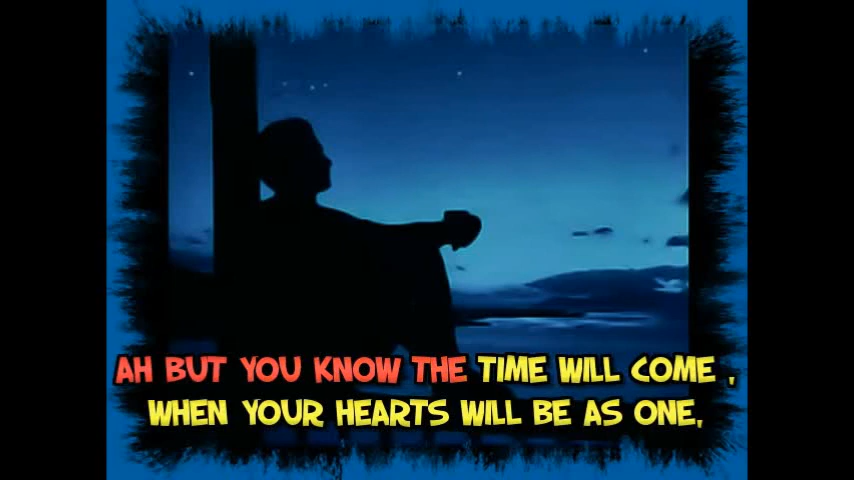 AH BUT YOU KNOW THE TIME WILL COME ,
WHEN YOUR HEARTS WILL BE AS ONE,